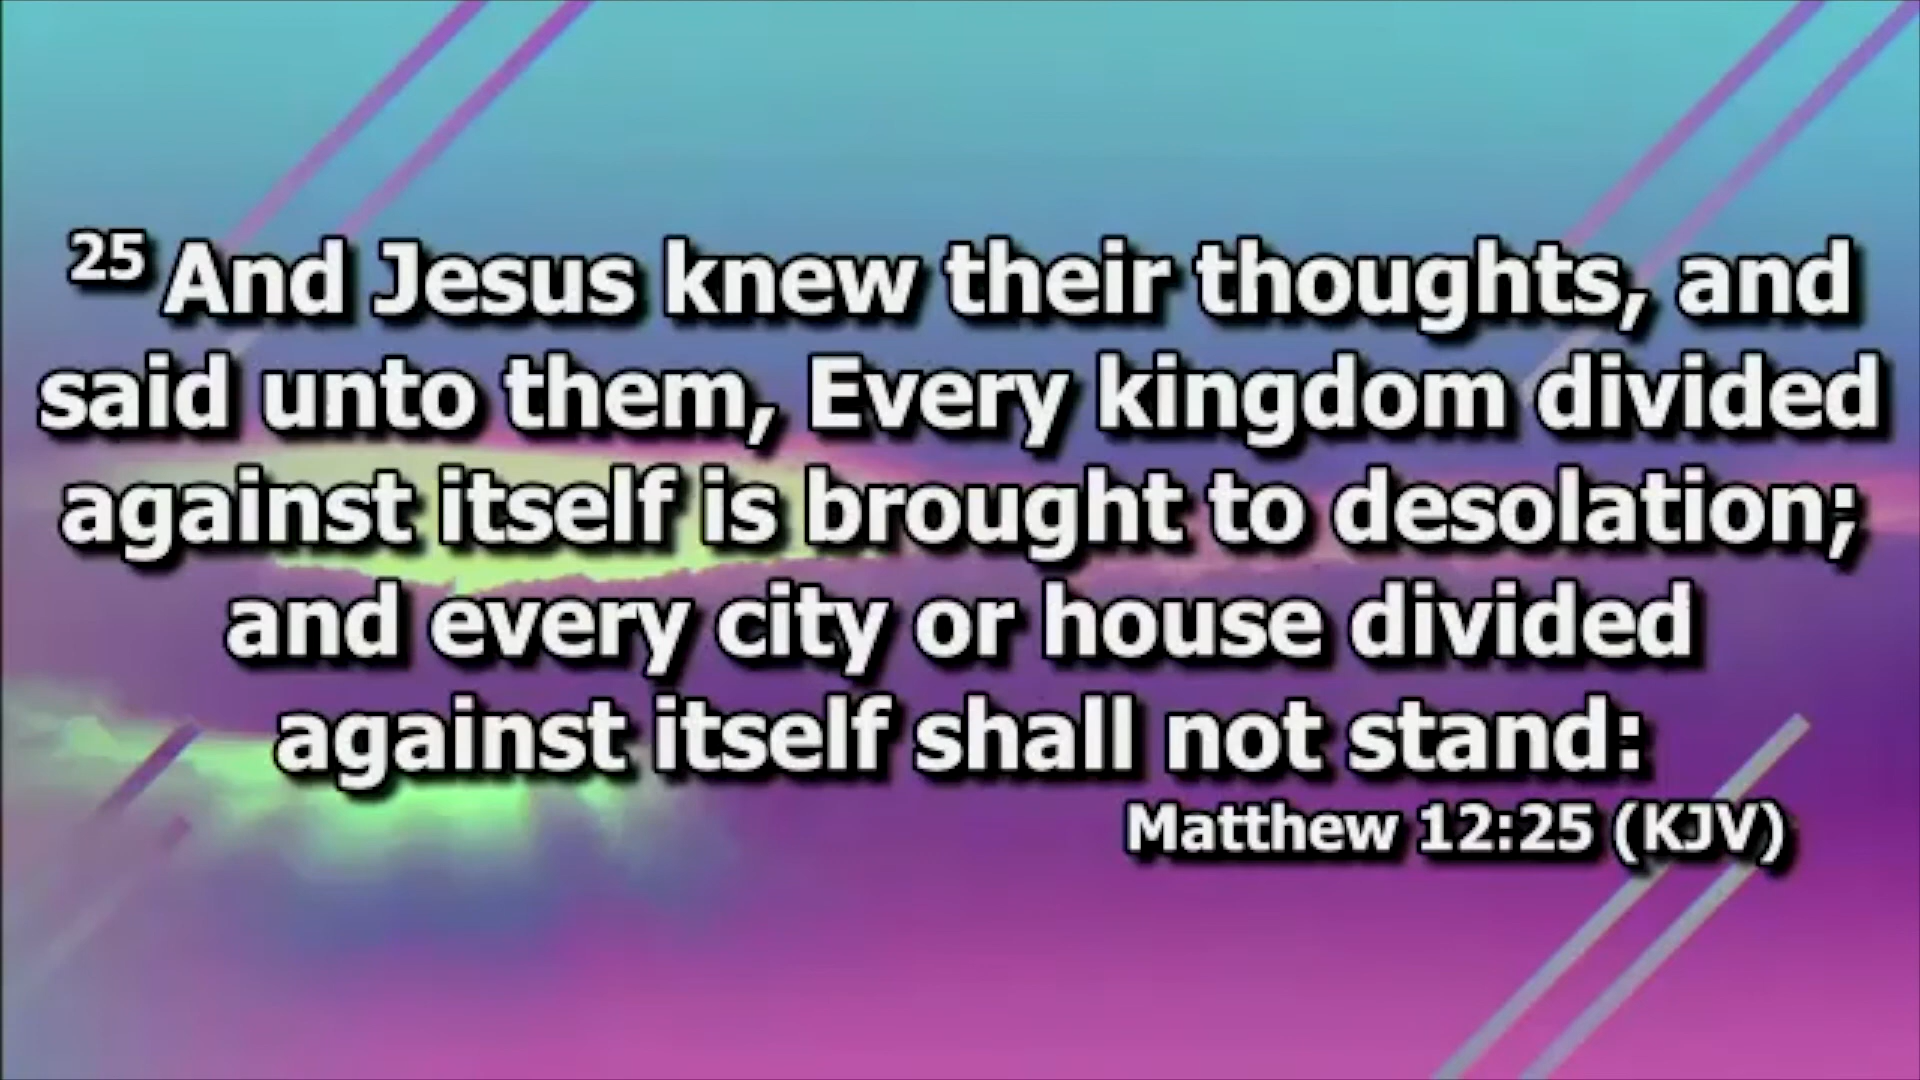 25 And Jesus knew their thoughts, and
said unto them, Every kingdom divided
against itself is brought to desolation;
and every city or house divided
against itself shall not stand:
Matthew 12:25 (KJV)